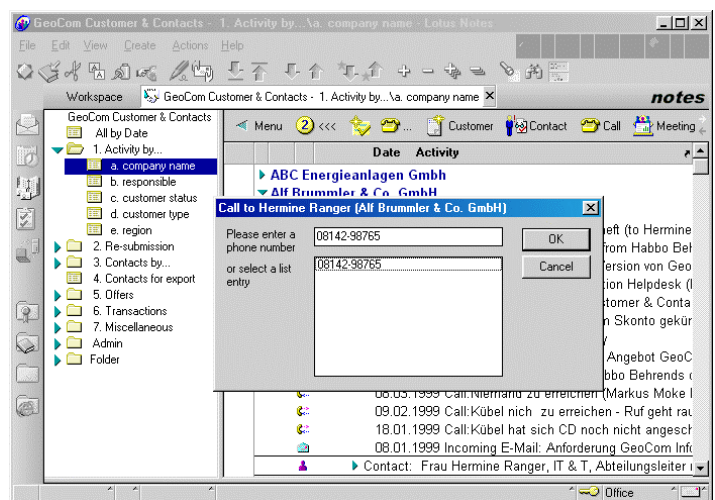 GeoCom Customer & Contacts - 1. Activity by...\a. company name - Lotus Notes
File Edit View Create Actions Help
Workspace GeoCom Customer & Contacts - 1. Activity by...\a. company name notes
GeoCom Customer & Contacts
All by Date
1. Activity by...
a. company name
b. responsible
c. customer status
d. customer type
e. region
2. Re-submission
3. Contacts by...
4. Contacts for export
5. Offers
6. Transactions
7. Miscellaneous
Admin
Folder
Menu 2 <<< ... Customer Contact Call Meeting
Date Activity
ABC Energieanlagen Gmbh
Alf Brummler & Co. GmbH
Call to Hermine Ranger (Alf Brummler & Co. GmbH)
Please enter a
phone number
08142-98765
OK
or select a list
entry
08142-98765
Cancel
eft (to Hermine
from Habbo Beh
ersion von Geo
tion Helpdesk (
stomer & Conta
n Skonto gekür
Angebot GeoC
bbo Behrends
08.03.1999 Call:Niemand zu erreichen (Markus Moke
09.02.1999 Call:Kübel nich zu erreichen - Ruf geht rau
18.01.1999 Call:Kübel hat sich CD noch nicht angesch
08.01.1999 Incoming E-Mail: Anforderung GeoCom Info
Contact: Frau Hermine Ranger, IT & T, Abteilungsleiter
Office